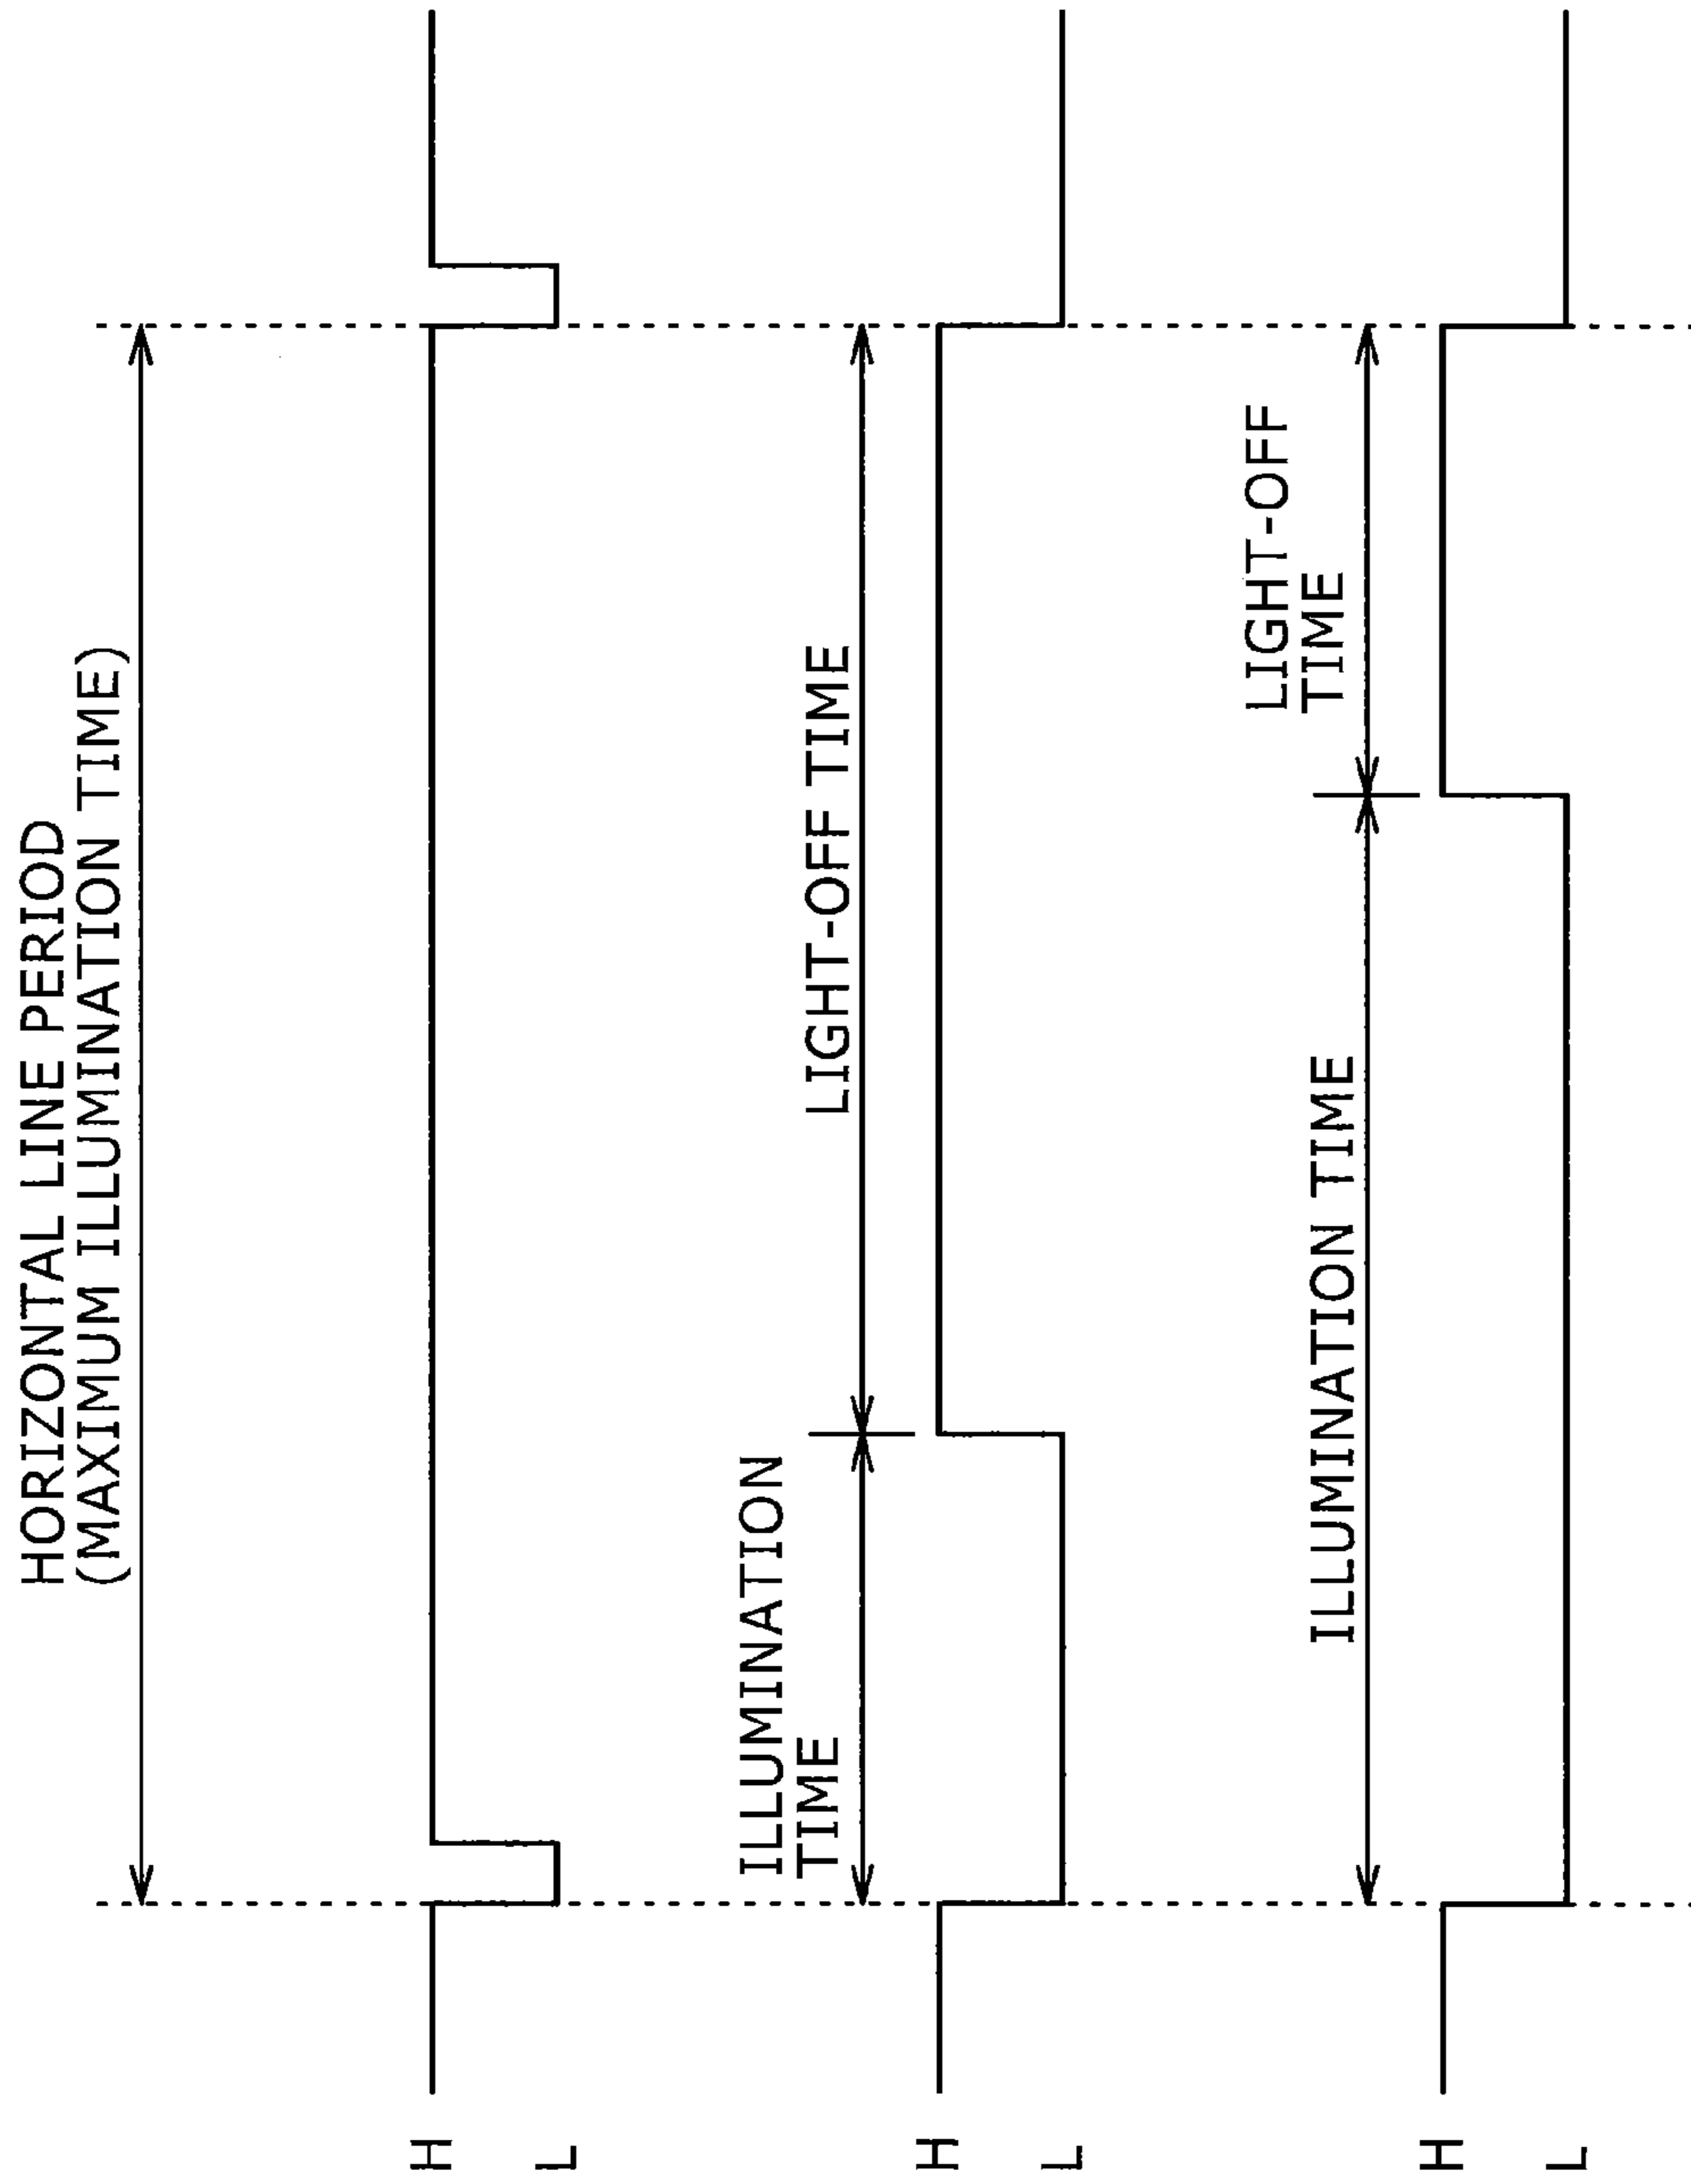 HORIZONTAL LINE PERIOD
(MAXIMUM ILLUMINATION TIME)
H
L
ILLUMINATION
TIME
LIGHT-OFF TIME
H
L
ILLUMINATION TIME
LIGHT-OFF
TIME
H
L